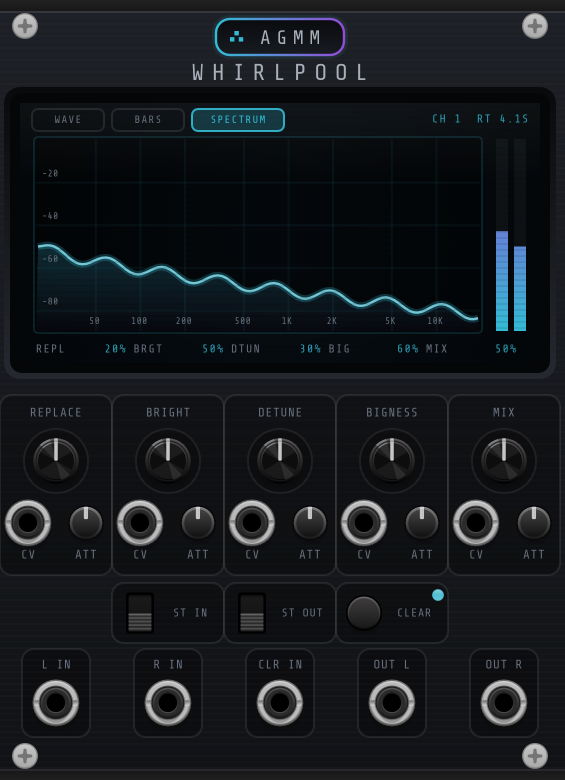 AGMM
WHIRLPOOL
WAVE BARS SPECTRUM CH 1 RT 4.1S
-20
-40
-60
-80
50 100 200 500 1K 2K 5K 10K
REPL 20% BRGT 50% DTUN 30% BIG 60% MIX 50%
REPLACE BRIGHT DETUNE BIGNESS MIX
CV ATT CV ATT CV ATT CV ATT CV ATT
ST IN ST OUT CLEAR
L IN R IN CLR IN OUT L OUT R